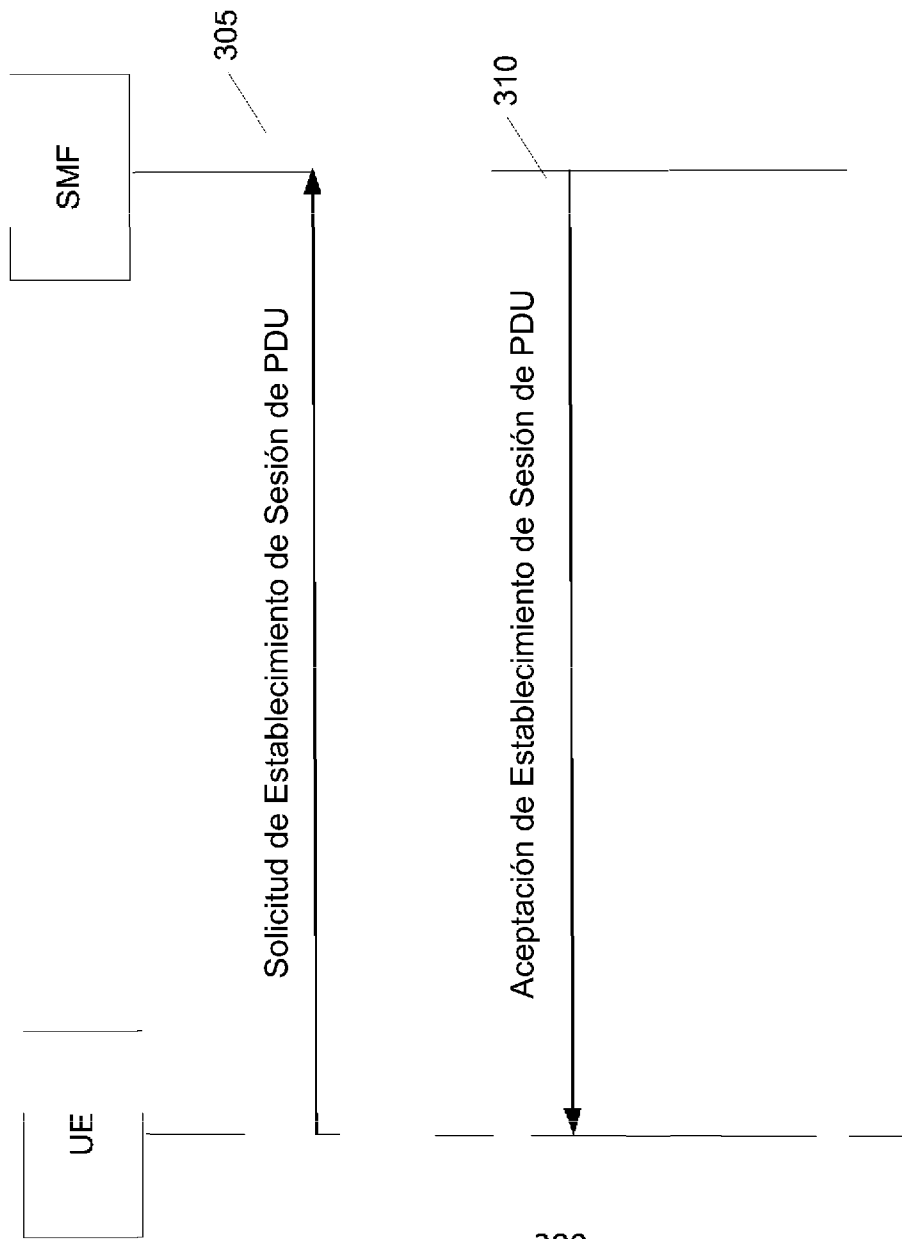 UE
SMF
305
Solicitud de Establecimiento de Sesión de PDU
310
Aceptación de Establecimiento de Sesión de PDU